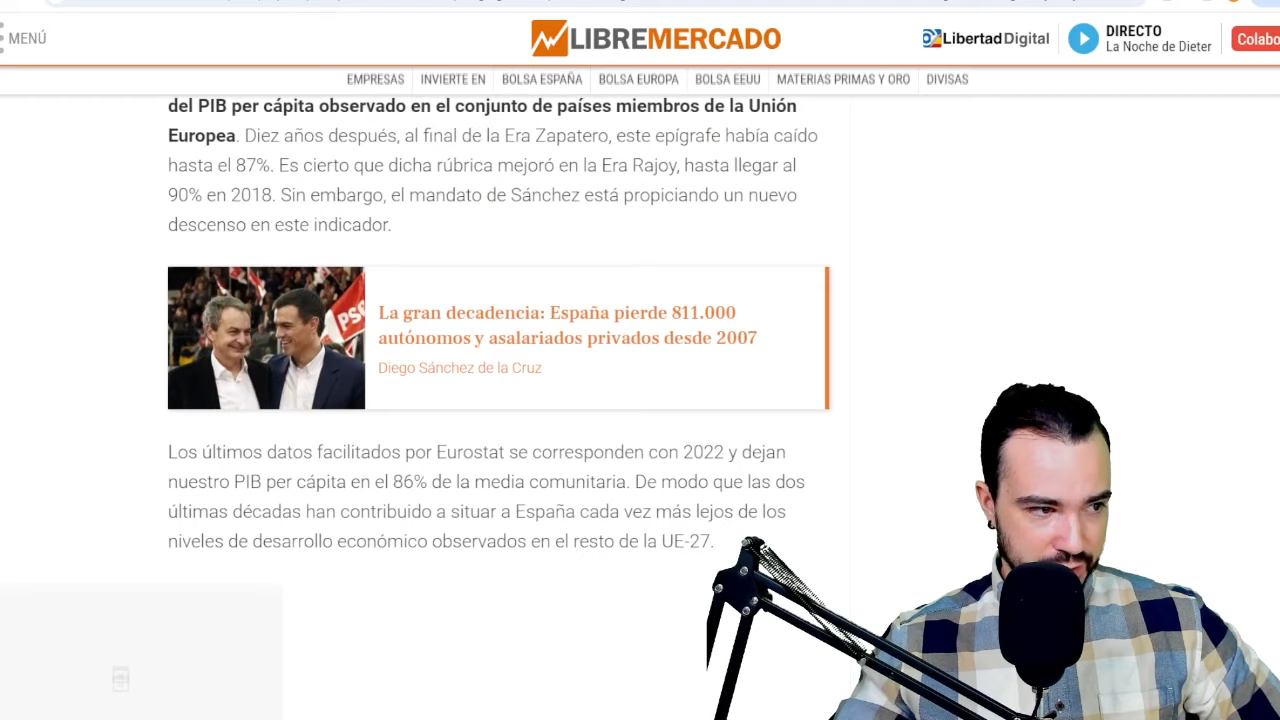 MENÚ
LIBREMERCADO
LibertadDigital
DIRECTO
La Noche de Dieter
Colabo
EMPRESAS
INVIERTE EN
BOLSA ESPAÑA
BOLSA EUROPA
BOLSA EEUU
MATERIAS PRIMAS Y ORO
DIVISAS
del PIB per cápita observado en el conjunto de países miembros de la Unión
Europea. Diez años después, al final de la Era Zapatero, este epígrafe había caído
hasta el 87%. Es cierto que dicha rúbrica mejoró en la Era Rajoy, hasta llegar al
90% en 2018. Sin embargo, el mandato de Sánchez está propiciando un nuevo
descenso en este indicador.
PSO
La gran decadencia: España pierde 811.000
autónomos y asalariados privados desde 2007
Diego Sánchez de la Cruz
Los últimos datos facilitados por Eurostat se corresponden con 2022 y dejan
nuestro PIB per cápita en el 86% de la media comunitaria. De modo que las dos
últimas décadas han contribuido a situar a España cada vez más lejos de los
niveles de desarrollo económico observados en el resto de la UE-27.